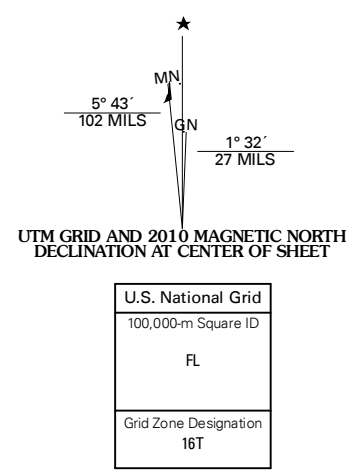 ★
MN.
5° 43´
102 MILS
GN
1° 32´
27 MILS
UTM GRID AND 2010 MAGNETIC NORTH
DECLINATION AT CENTER OF SHEET
U.S. National Grid
100,000-m Square ID
FL
Grid Zone Designation
16T